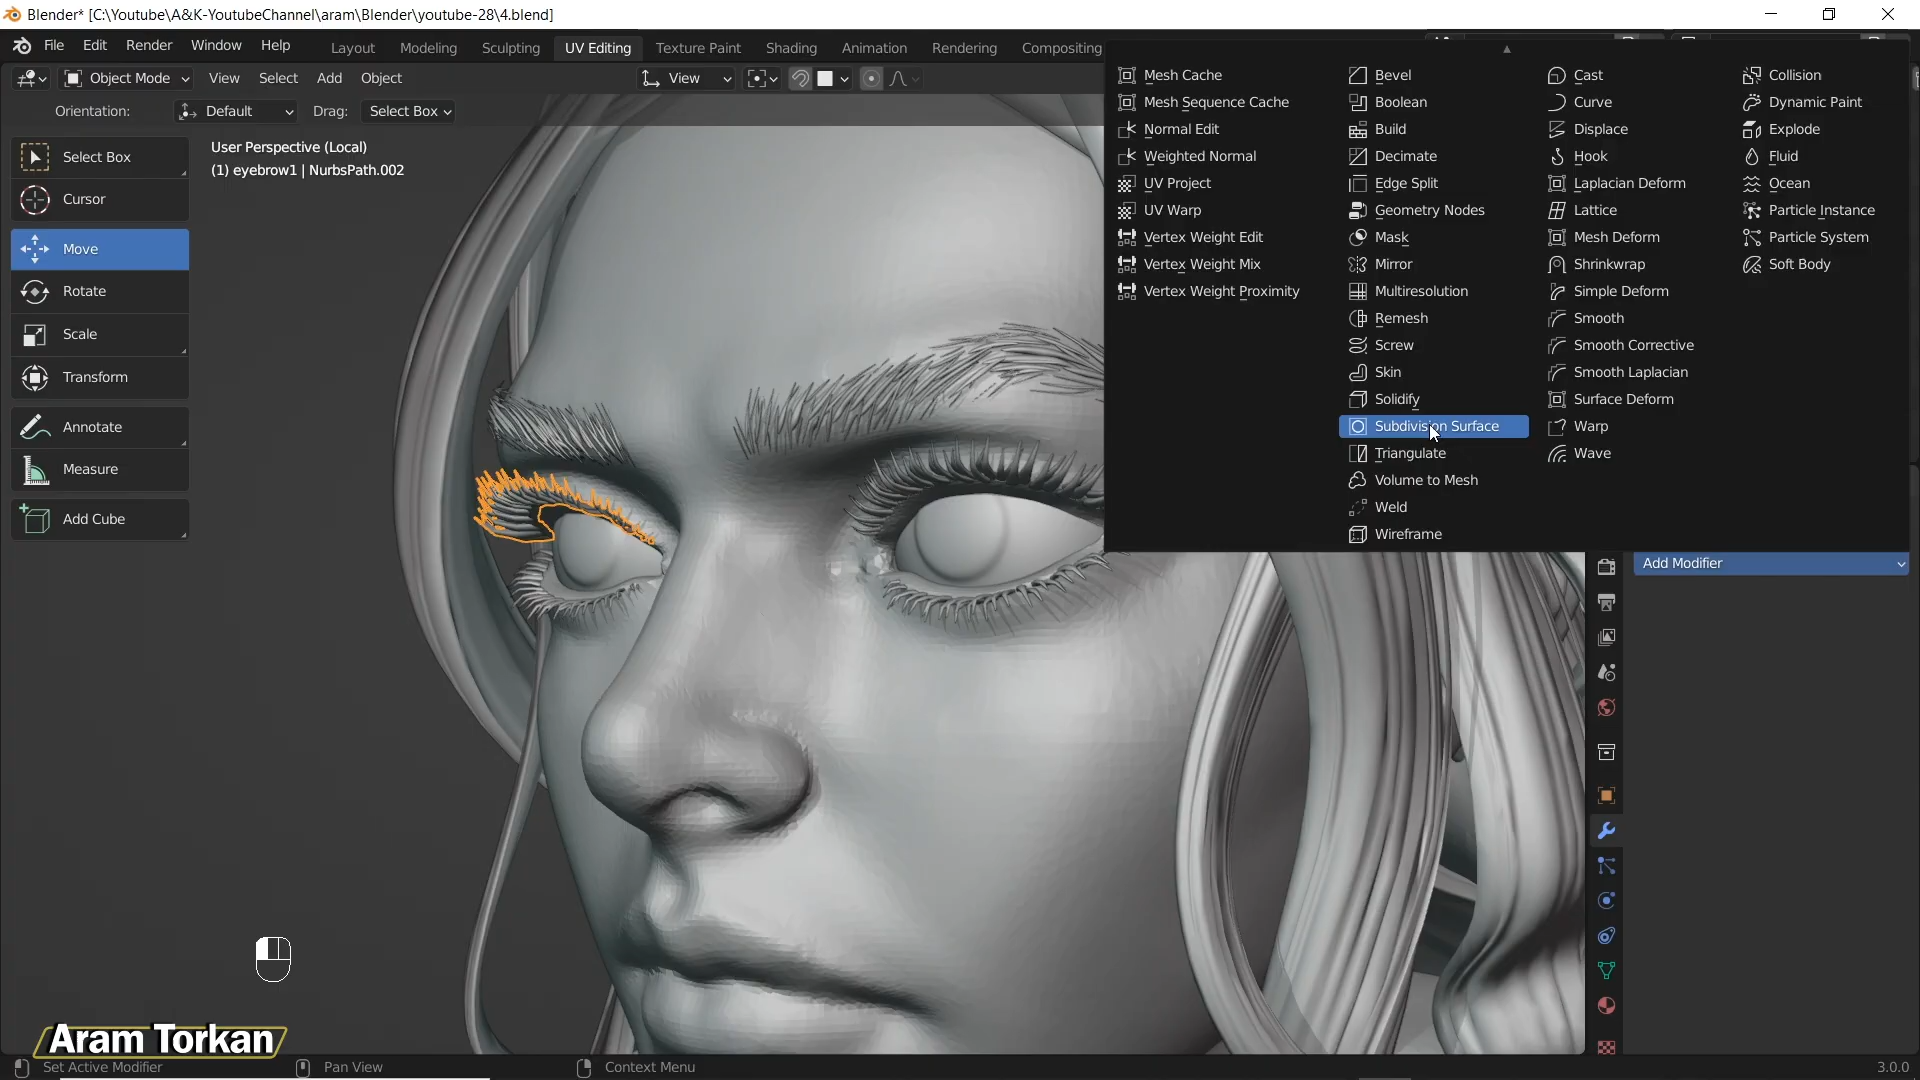 Blender* [C:\Youtube\A&K-YoutubeChannel\aram\Blender\youtube-28\4.blend]
File Edit Render Window Help Layout Modeling Sculpting UV Editing Texture Paint Shading Animation Rendering Compositing
Object Mode View Select Add Object View
Orientation: Default Drag: Select Box
User Perspective (Local)
(1) eyebrow1 | NurbsPath.002
Select Box
Cursor
Move
Rotate
Scale
Transform
Annotate
Measure
Add Cube
Mesh Cache
Mesh Sequence Cache
Normal Edit
Weighted Normal
UV Project
UV Warp
Vertex Weight Edit
Vertex Weight Mix
Vertex Weight Proximity
Bevel
Boolean
Build
Decimate
Edge Split
Geometry Nodes
Mask
Mirror
Multiresolution
Remesh
Screw
Skin
Solidify
Subdivision Surface
Triangulate
Volume to Mesh
Weld
Wireframe
Cast
Curve
Displace
Hook
Laplacian Deform
Lattice
Mesh Deform
Shrinkwrap
Simple Deform
Smooth
Smooth Corrective
Smooth Laplacian
Surface Deform
Warp
Wave
Collision
Dynamic Paint
Explode
Fluid
Ocean
Particle Instance
Particle System
Soft Body
Add Modifier
Aram Torkan
Set Active Modifier Pan View Context Menu 3.0.0